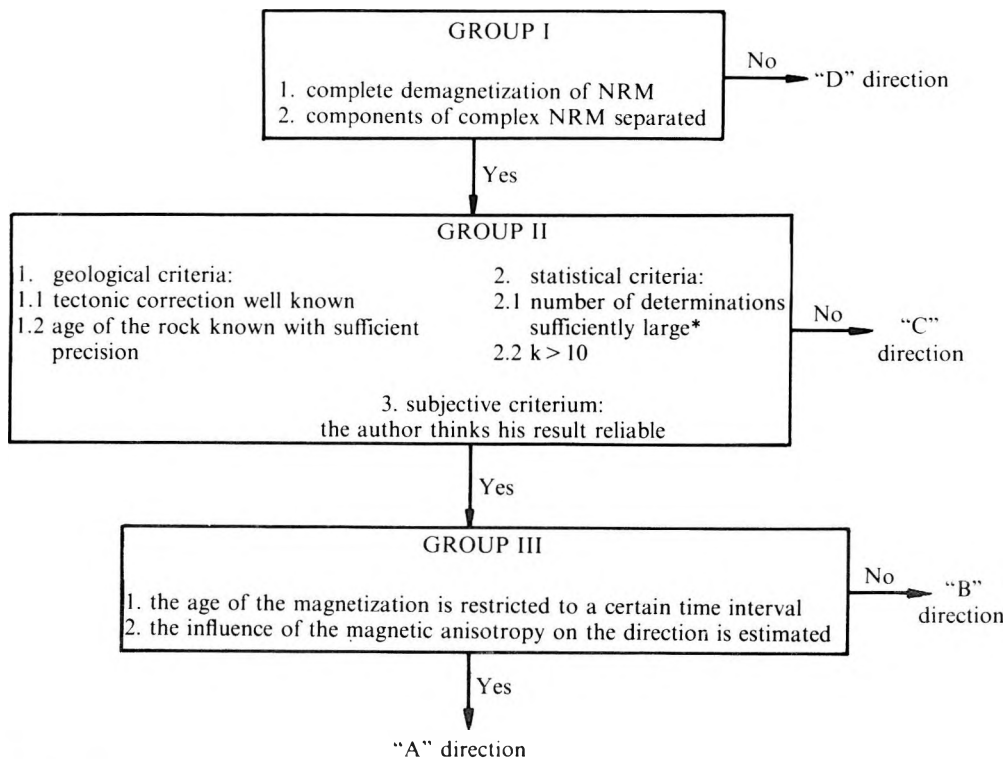 GROUP I
1. complete demagnetization of NRM
2. components of complex NRM separated
No
“D” direction
Yes
GROUP II
1. geological criteria:
1.1 tectonic correction well known
1.2 age of the rock known with sufficient
precision
2. statistical criteria:
2.1 number of determinations
sufficiently large*
2.2 k > 10
3. subjective criterium:
the author thinks his result reliable
No
“C”
direction
Yes
GROUP III
1. the age of the magnetization is restricted to a certain time interval
2. the influence of the magnetic anisotropy on the direction is estimated
No
“B”
direction
Yes
“A” direction